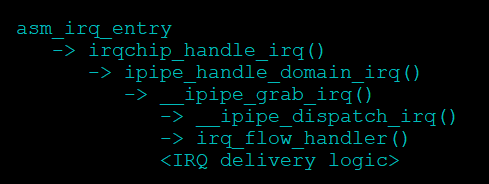 asm_irq_entry
-> irqchip_handle_irq()
-> ipipe_handle_domain_irq()
-> __ipipe_grab_irq()
-> __ipipe_dispatch_irq()
-> irq_flow_handler()
<IRQ delivery logic>